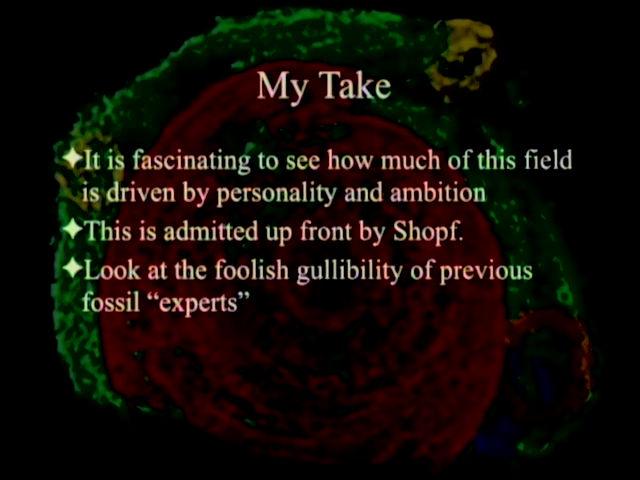 My Take
✦It is fascinating to see how much of this field
is driven by personality and ambition
✦This is admitted up front by Shopf.
✦Look at the foolish gullibility of previous
fossil “experts”